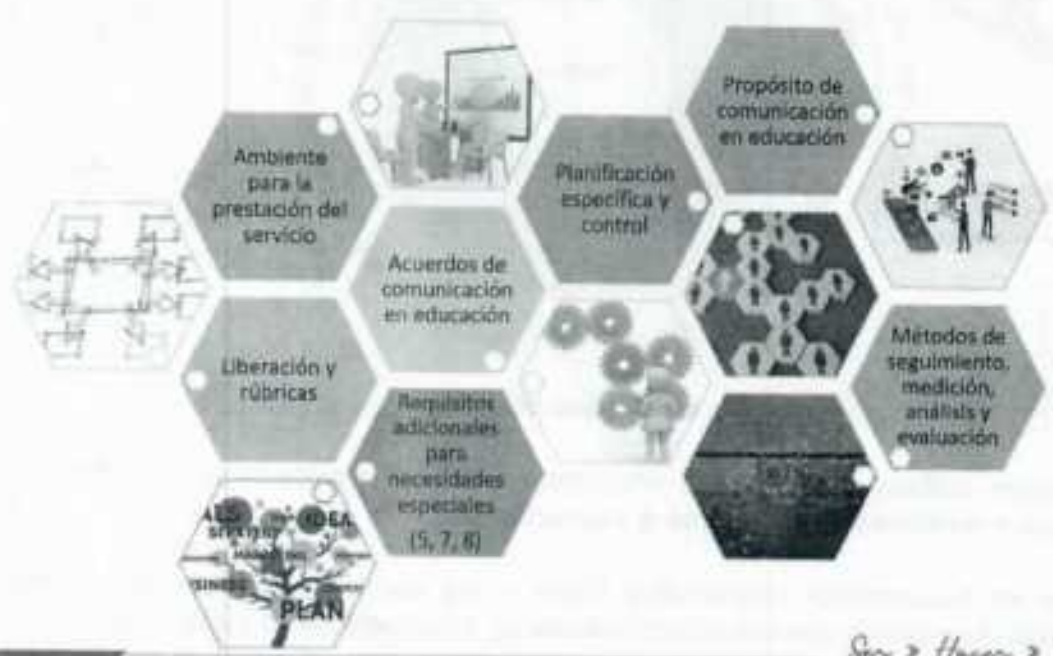 Propósito de
comunicación
en educación
Ambiente
para la
prestación del
servicio
Planificación
específica y
control
Acuerdos de
comunicación
en educación
Métodos de
seguimiento,
medición,
análisis y
evaluación
Liberación y
rúbricas
Requisitos
adicionales
para
necesidades
especiales
(5, 7, 8)
IDEA
PLAN